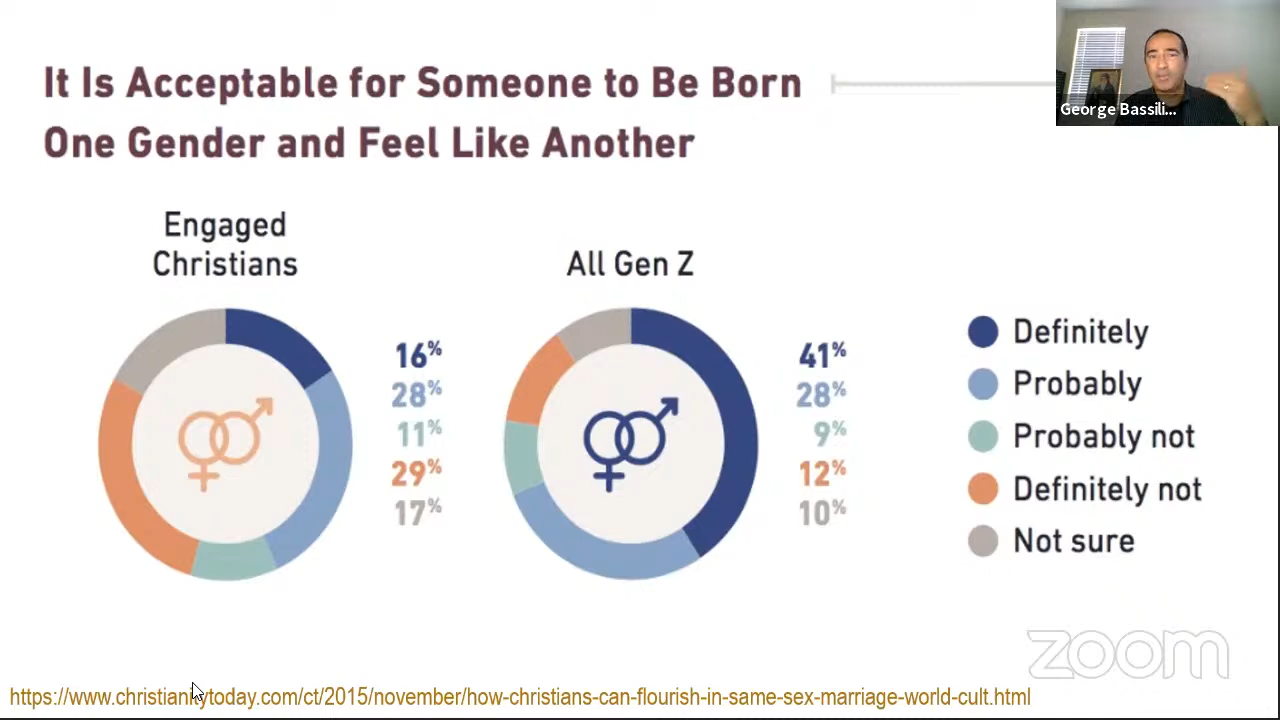 It Is Acceptable for Someone to Be Born
One Gender and Feel Like Another
George Bassili...
Engaged
Christians
All Gen Z
16%
28%
11%
29%
17%
41%
28%
9%
12%
10%
Definitely
Probably
Probably not
Definitely not
Not sure
zoom
https://www.christianitytoday.com/ct/2015/november/how-christians-can-flourish-in-same-sex-marriage-world-cult.html